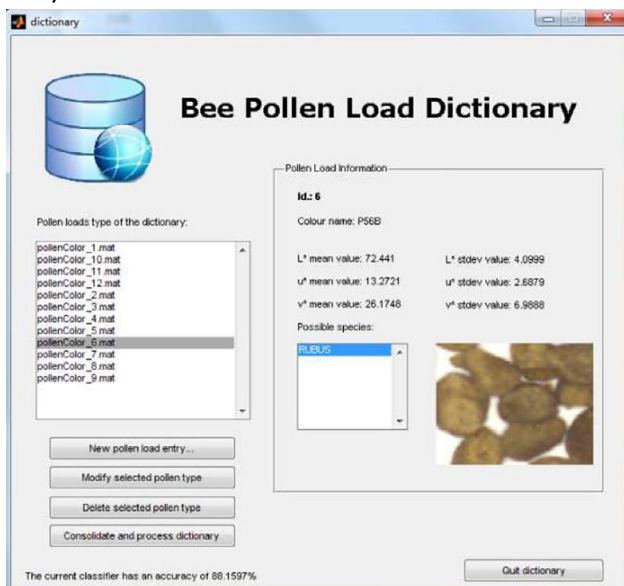 dictionary
Bee Pollen Load Dictionary
Pollen Load Information
Id.: 6
Colour name: P56B
L* mean value: 72.441
L* stdev value: 4.0999
u* mean value: 13.2721
u* stdev value: 2.6879
v* mean value: 26.1748
v* stdev value: 6.9888
Possible species:
RUBUS
Pollen loads type of the dictionary:
pollenColor_1.mat
pollenColor_10.mat
pollenColor_11.mat
pollenColor_12.mat
pollenColor_2.mat
pollenColor_3.mat
pollenColor_4.mat
pollenColor_5.mat
pollenColor_6.mat
pollenColor_7.mat
pollenColor_8.mat
pollenColor_9.mat
New pollen load entry...
Modify selected pollen type
Delete selected pollen type
Consolidate and process dictionary
The current classifier has an accuracy of 88.1597%
Quit dictionary